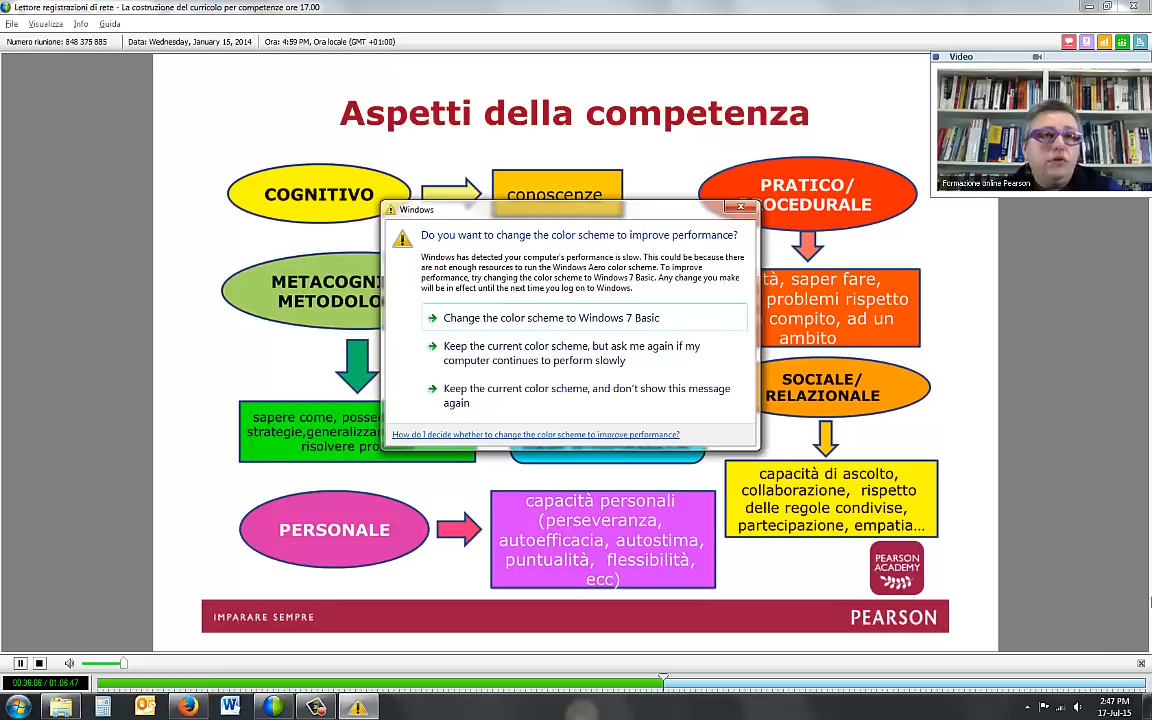 Lettore registrazioni di rete - La costruzione del curricolo per competenze ore 17.00
File Visualizza Info Guida
Numero riunione: 848 375 885 Data: Wednesday, January 15, 2014 Ora: 4:59 PM, Ora locale (GMT +01:00)
Video
Formazione online Pearson
Aspetti della competenza
COGNITIVO
conoscenze
PRATICO/
OCEDURALE
METACOGNI
METODOLO
tà, saper fare,
problemi rispetto
compito, ad un
ambito
SOCIALE/
RELAZIONALE
sapere come, possed
strategie,generalizzar
risolvere pro
capacità di ascolto,
collaborazione, rispetto
delle regole condivise,
partecipazione, empatia...
PERSONALE
capacità personali
(perseveranza,
autoefficacia, autostima,
puntualità, flessibilità,
ecc)
PEARSON
ACADEMY
IMPARARE SEMPRE
PEARSON
Windows
Do you want to change the color scheme to improve performance?
Windows has detected your computer's performance is slow. This could be because there
are not enough resources to run the Windows Aero color scheme. To improve
performance, try changing the color scheme to Windows 7 Basic. Any change you make
will be in effect until the next time you log on to Windows.
Change the color scheme to Windows 7 Basic
Keep the current color scheme, but ask me again if my
computer continues to perform slowly
Keep the current color scheme, and don't show this message
again
How do I decide whether to change the color scheme to improve performance?
00:36:06 / 01:06:47
2:47 PM
17-Jul-15